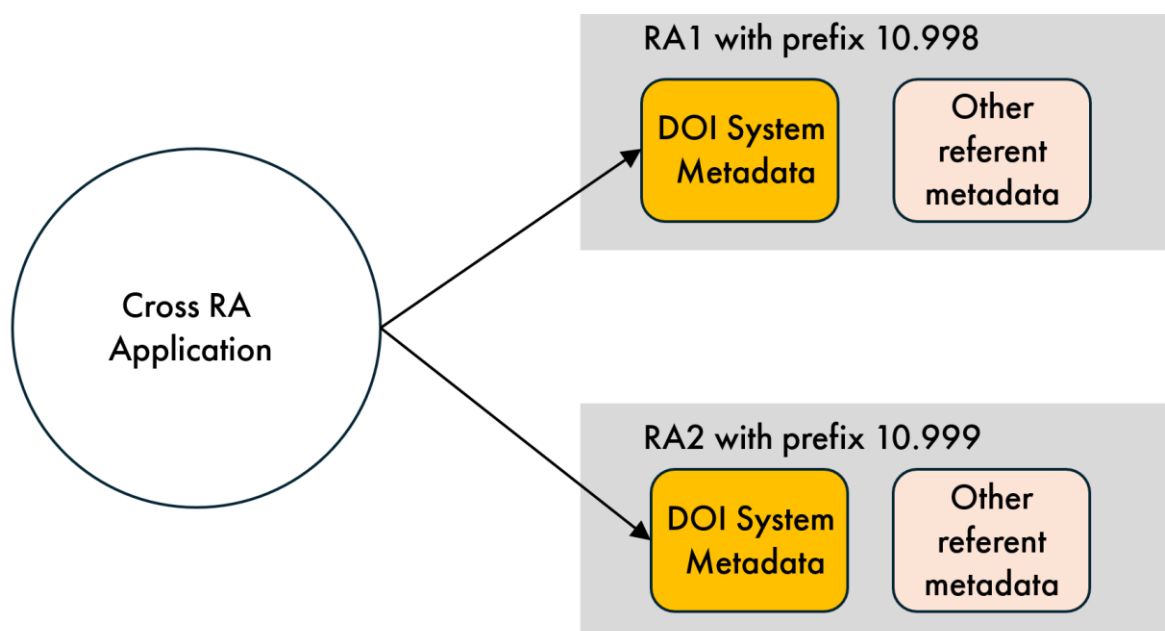 RA1 with prefix 10.998
DOI System
Metadata
Other
referent
metadata
Cross RA
Application
RA2 with prefix 10.999
DOI System
Metadata
Other
referent
metadata